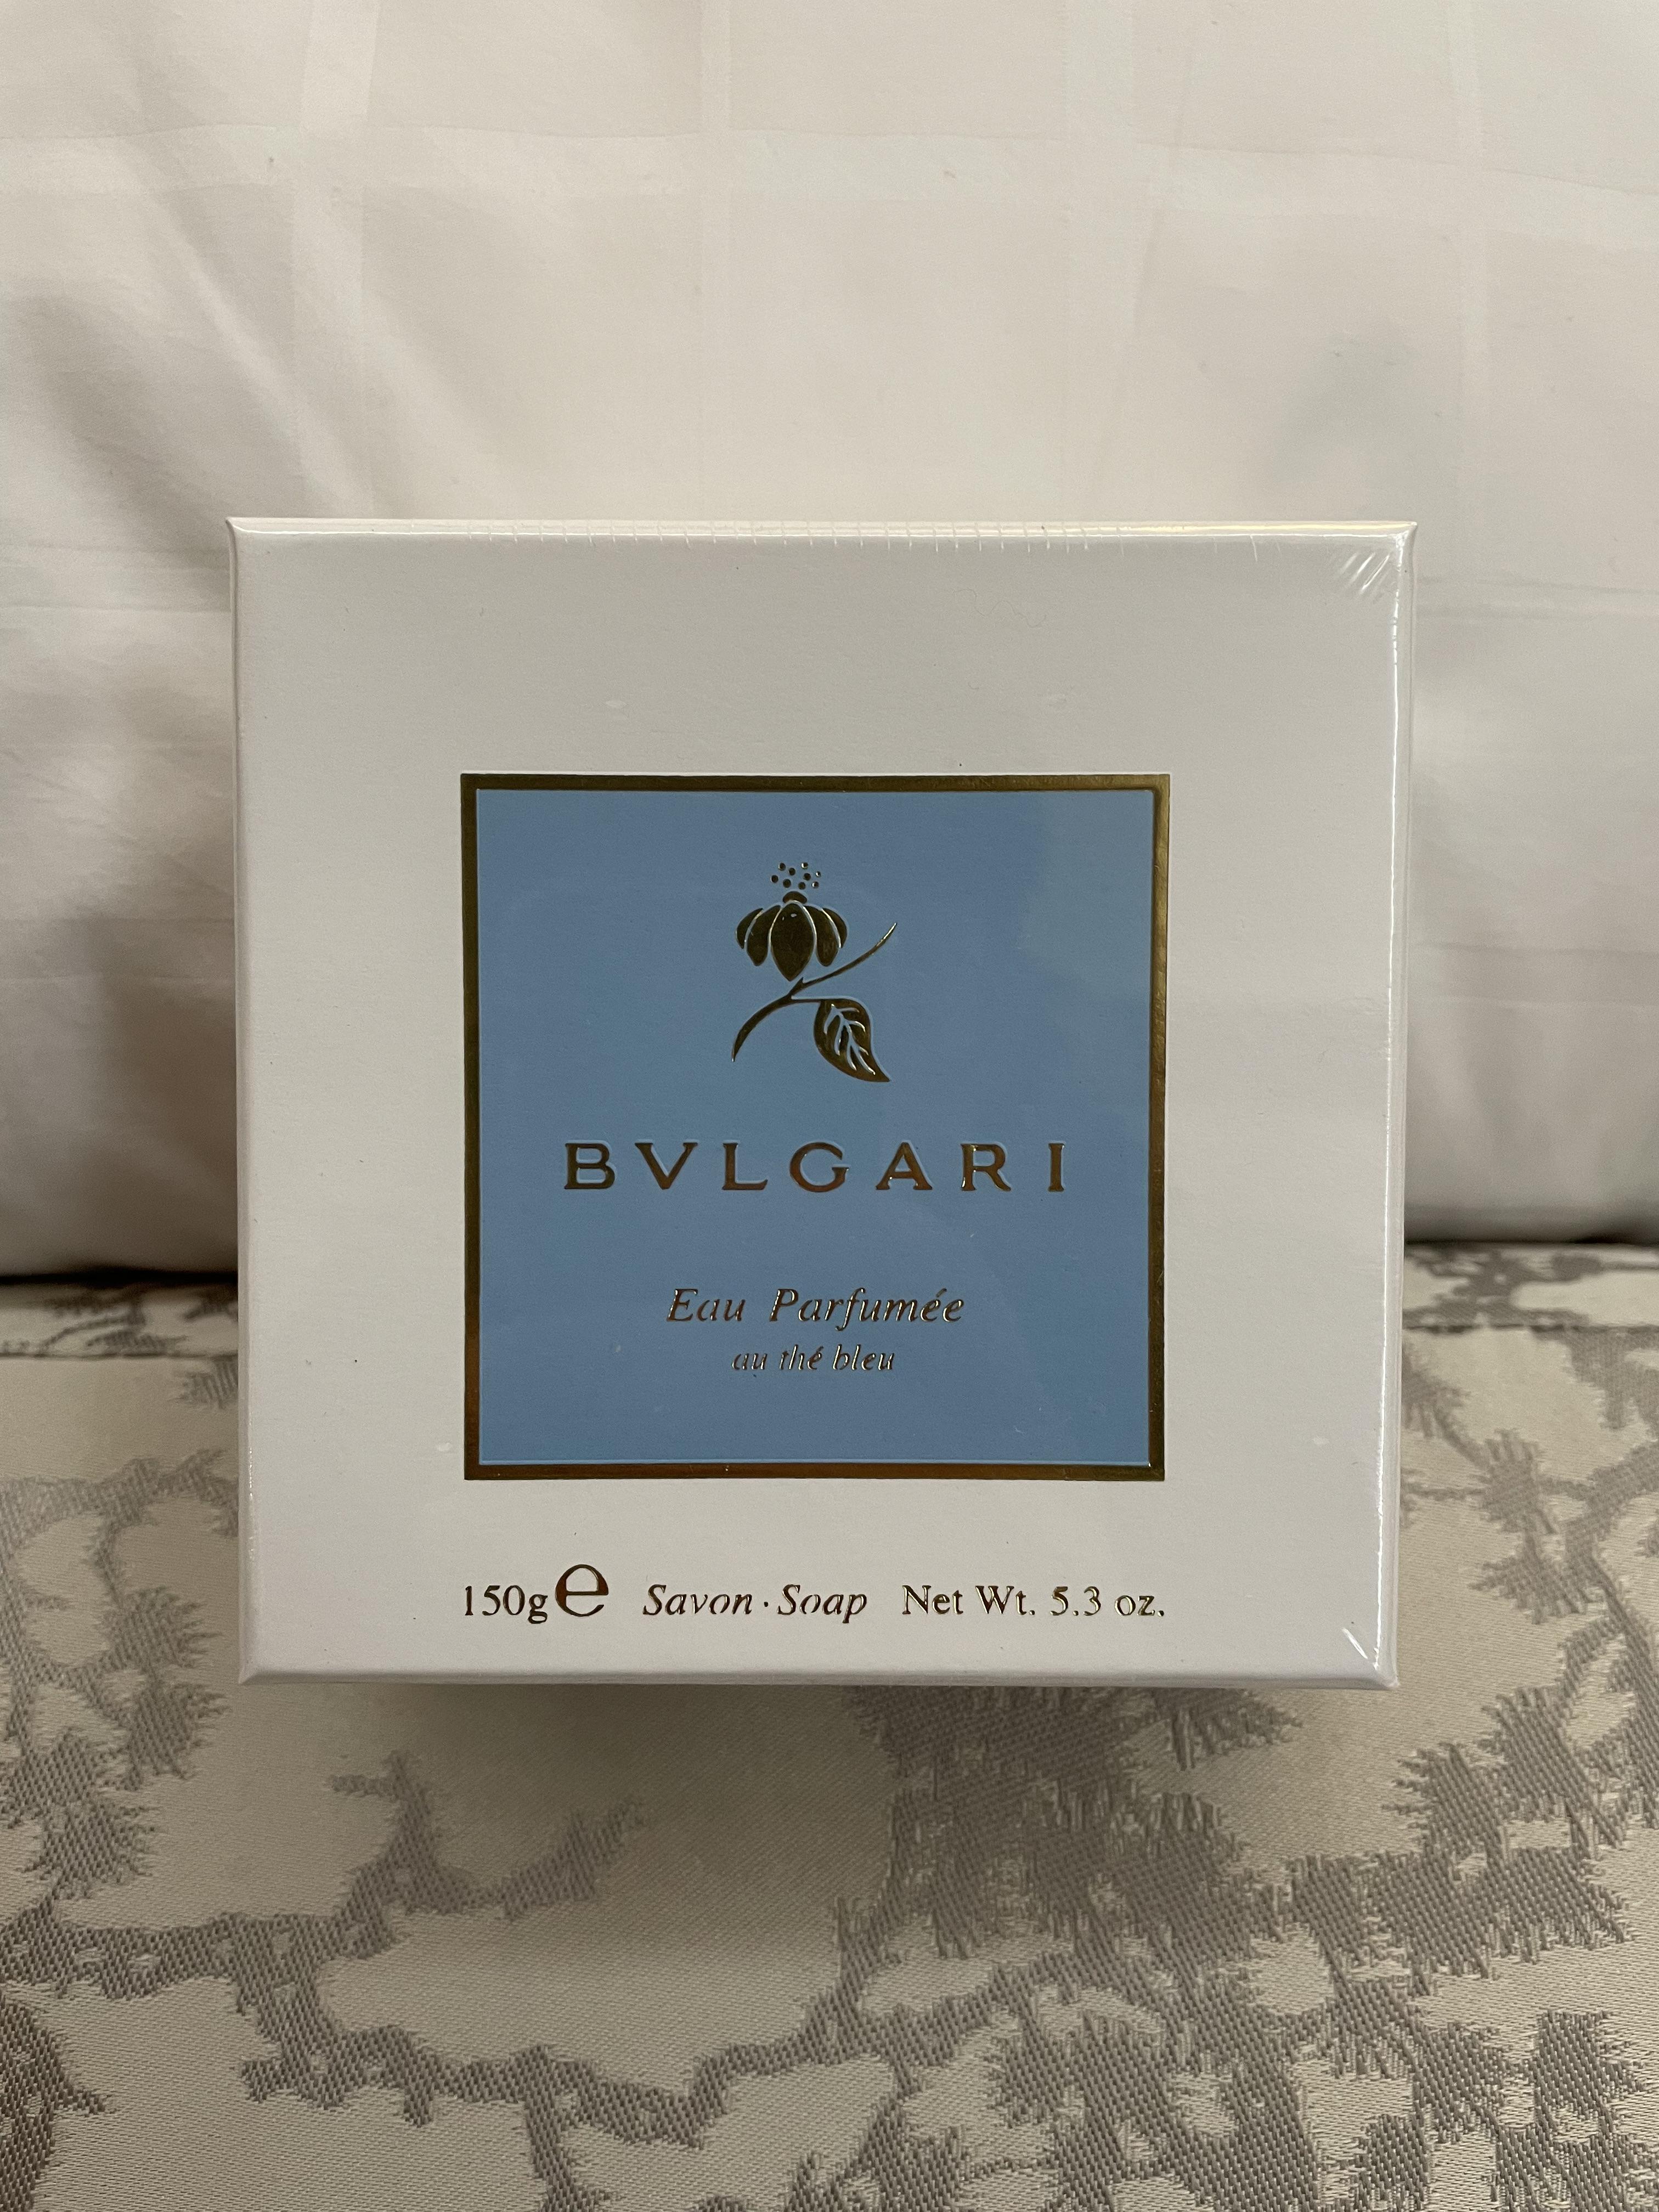 BVLGARI
Eau Parfumée
au thé bleu
150g℮ Savon · Soap Net Wt. 5.3 oz.